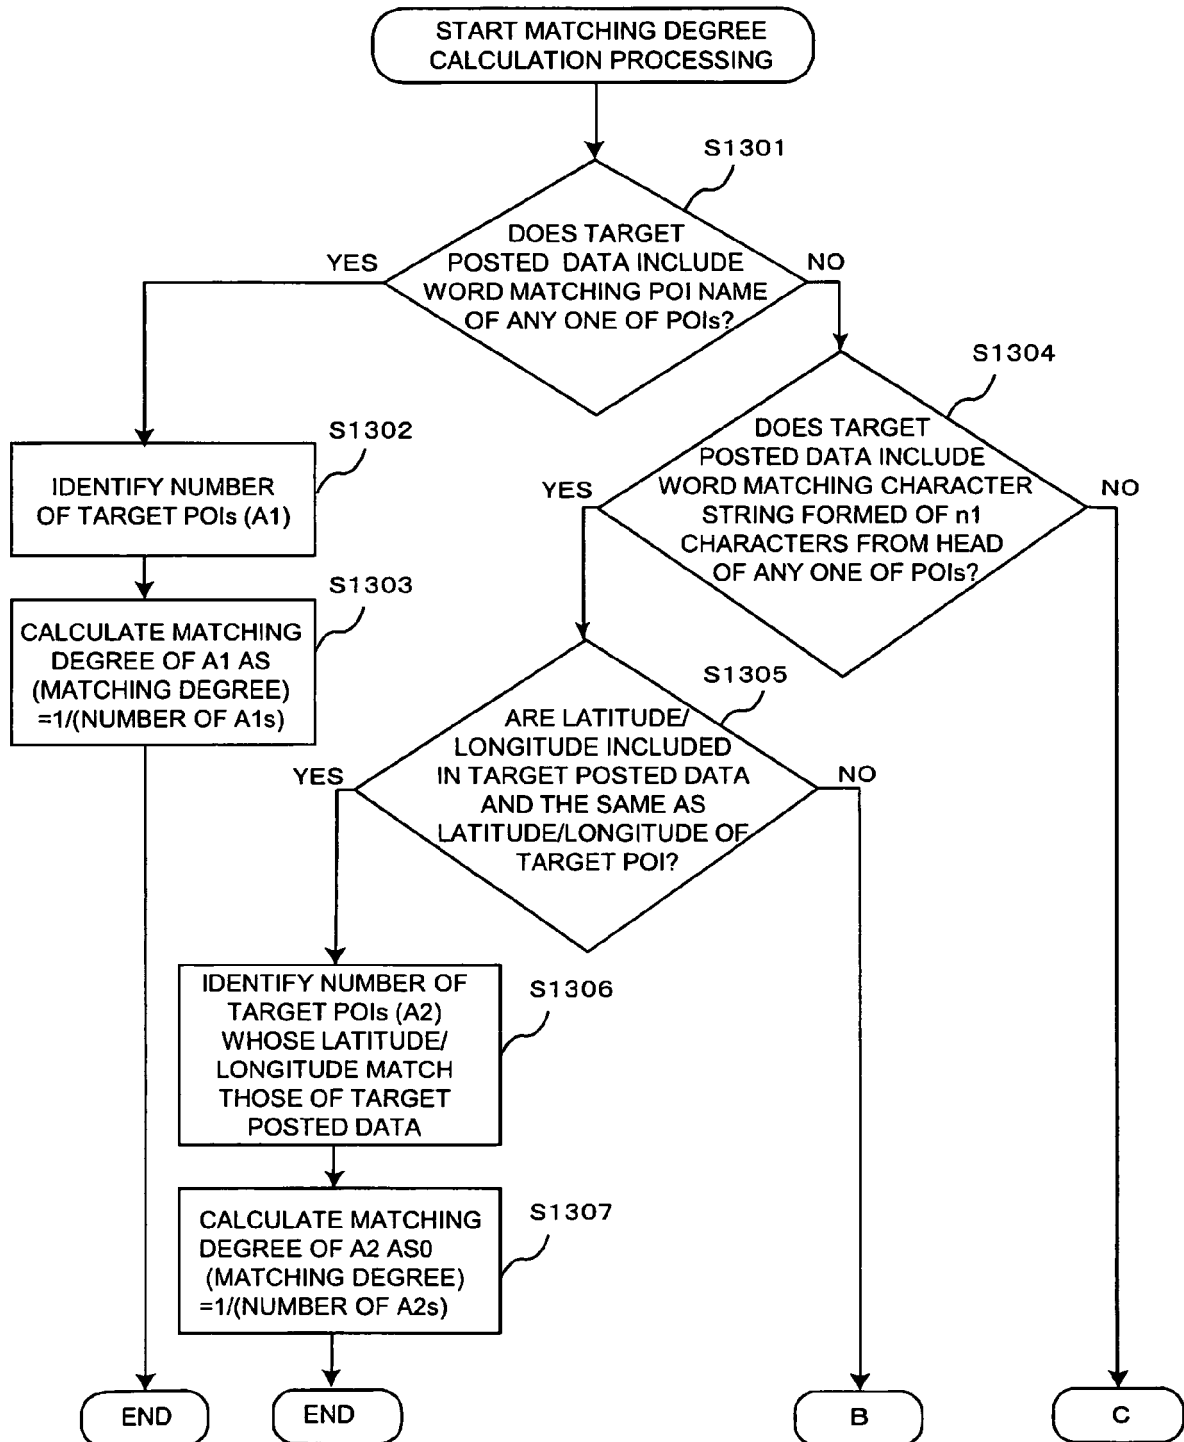 START MATCHING DEGREE
CALCULATION PROCESSING
S1301
DOES TARGET
POSTED DATA INCLUDE
WORD MATCHING POI NAME
OF ANY ONE OF POIs?
YES
NO
S1304
DOES TARGET
POSTED DATA INCLUDE
WORD MATCHING CHARACTER
STRING FORMED OF n1
CHARACTERS FROM HEAD
OF ANY ONE OF POIs?
YES
NO
S1302
IDENTIFY NUMBER
OF TARGET POIs (A1)
S1303
CALCULATE MATCHING
DEGREE OF A1 AS
(MATCHING DEGREE)
=1/(NUMBER OF A1s)
S1305
ARE LATITUDE/
LONGITUDE INCLUDED
IN TARGET POSTED DATA
AND THE SAME AS
LATITUDE/LONGITUDE OF
TARGET POI?
YES
NO
S1306
IDENTIFY NUMBER OF
TARGET POIs (A2)
WHOSE LATITUDE/
LONGITUDE MATCH
THOSE OF TARGET
POSTED DATA
S1307
CALCULATE MATCHING
DEGREE OF A2 AS0
(MATCHING DEGREE)
=1/(NUMBER OF A2s)
END
END
B
C